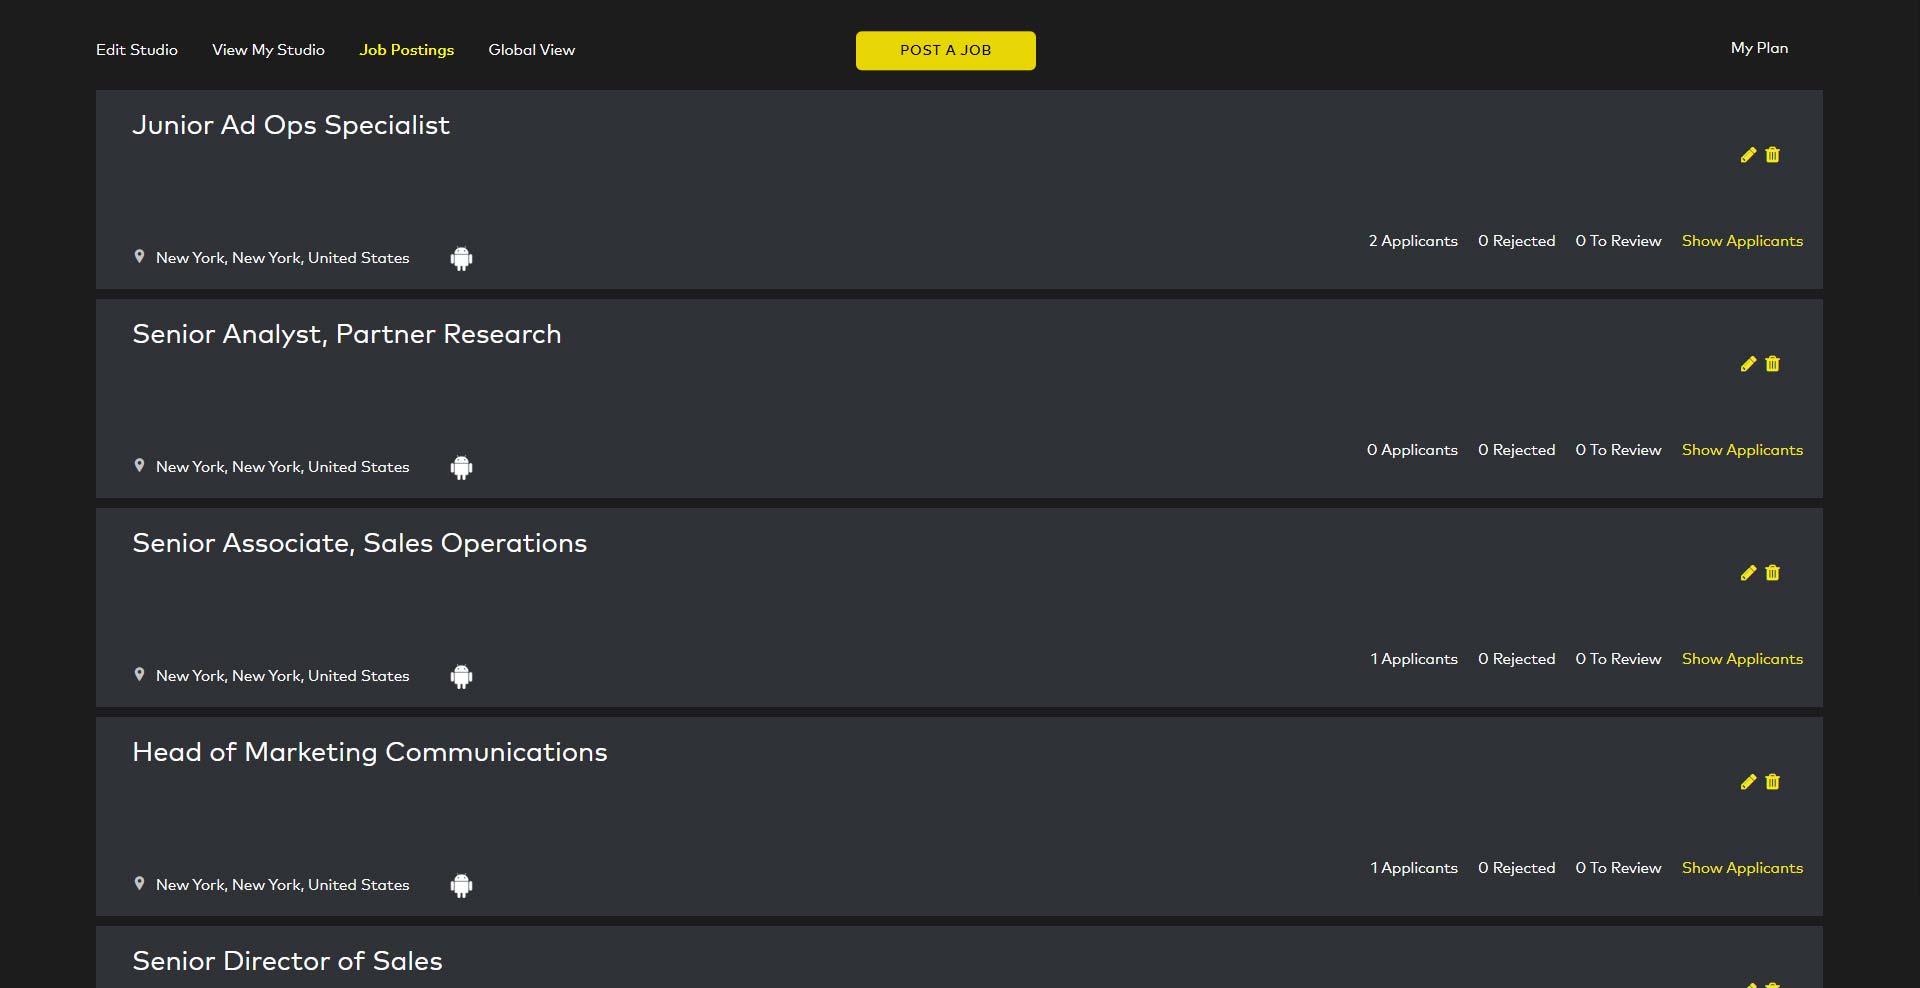 Edit Studio View My Studio Job Postings Global View POST A JOB My Plan
Junior Ad Ops Specialist
New York, New York, United States 2 Applicants 0 Rejected 0 To Review Show Applicants
Senior Analyst, Partner Research
New York, New York, United States 0 Applicants 0 Rejected 0 To Review Show Applicants
Senior Associate, Sales Operations
New York, New York, United States 1 Applicants 0 Rejected 0 To Review Show Applicants
Head of Marketing Communications
New York, New York, United States 1 Applicants 0 Rejected 0 To Review Show Applicants
Senior Director of Sales